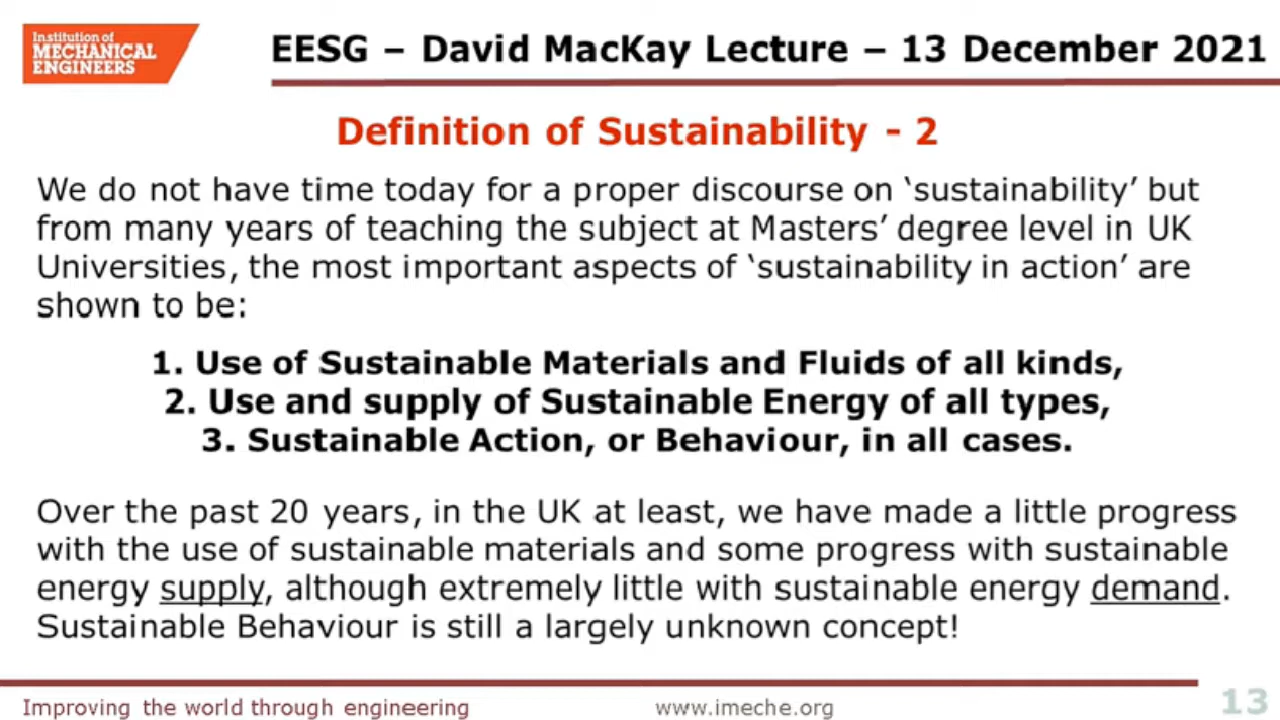 Institution of
MECHANICAL
ENGINEERS
EESG – David MacKay Lecture – 13 December 2021
Definition of Sustainability - 2
We do not have time today for a proper discourse on ‘sustainability’ but
from many years of teaching the subject at Masters’ degree level in UK
Universities, the most important aspects of ‘sustainability in action’ are
shown to be:
1. Use of Sustainable Materials and Fluids of all kinds,
2. Use and supply of Sustainable Energy of all types,
3. Sustainable Action, or Behaviour, in all cases.
Over the past 20 years, in the UK at least, we have made a little progress
with the use of sustainable materials and some progress with sustainable
energy supply, although extremely little with sustainable energy demand.
Sustainable Behaviour is still a largely unknown concept!
Improving the world through engineering
www.imeche.org
13